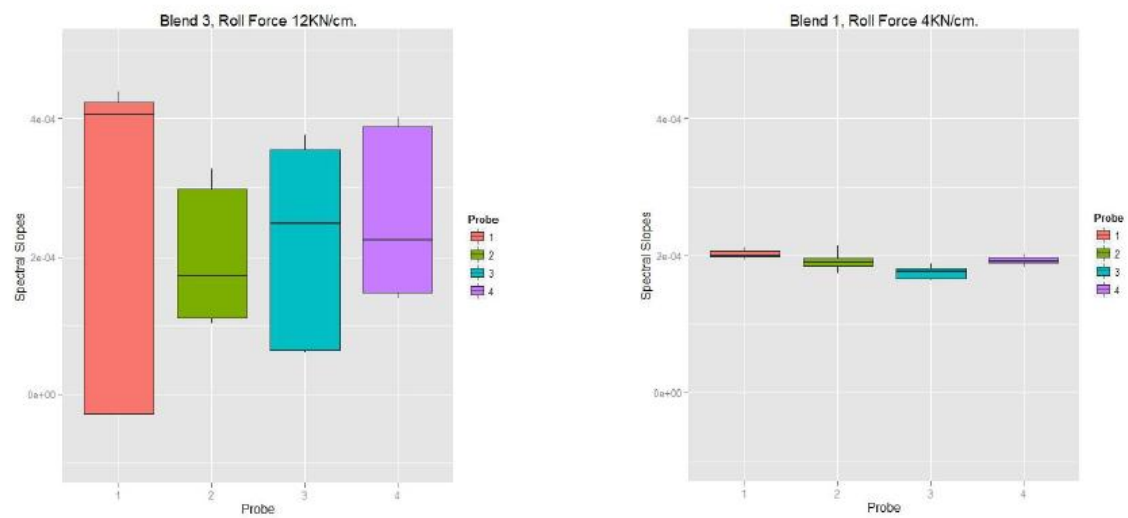 Blend 3, Roll Force 12KN/cm.
4e-04
2e-04
0e+00
Spectral Slopes
1
2
3
4
Probe
Probe
1
2
3
4
Blend 1, Roll Force 4KN/cm.
4e-04
2e-04
0e+00
Spectral Slopes
1
2
3
4
Probe
Probe
1
2
3
4